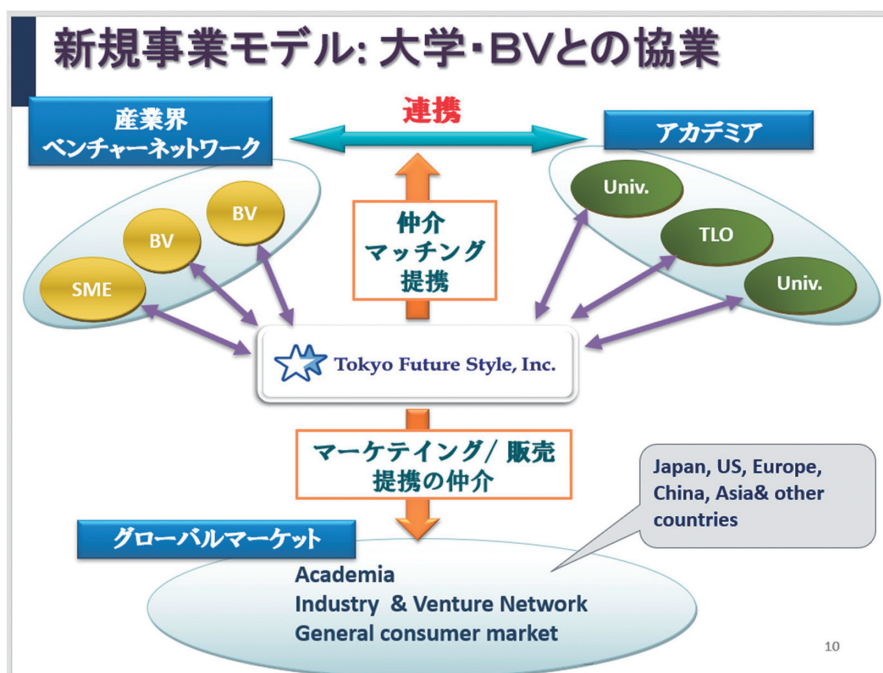 新規事業モデル: 大学・BVとの協業
産業界
ベンチャーネットワーク
連携
アカデミア
BV
BV
SME
仲介
マッチング
提携
Univ.
TLO
Univ.
Tokyo Future Style, Inc.
マーケテイング/ 販売
提携の仲介
Japan, US, Europe,
China, Asia& other
countries
グローバルマーケット
Academia
Industry & Venture Network
General consumer market
10